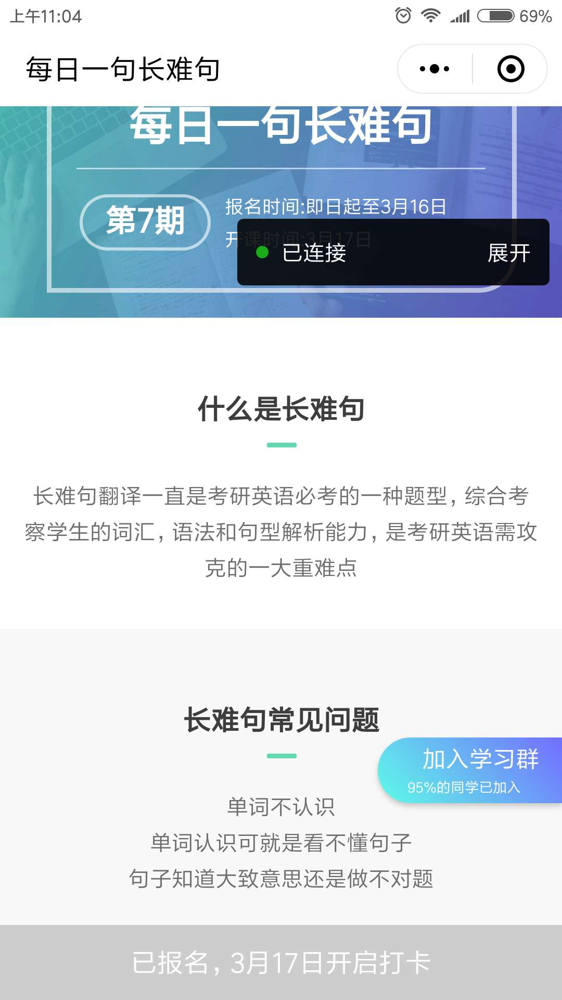 上午11:04
69%
每日一句长难句
每日一句长难句
第7期
报名时间:即日起至3月16日
开课时间:3月17日
已连接
展开
什么是长难句
长难句翻译一直是考研英语必考的一种题型，综合考
察学生的词汇，语法和句型解析能力，是考研英语需攻
克的一大重难点
长难句常见问题
加入学习群
95%的同学已加入
单词不认识
单词认识可就是看不懂句子
句子知道大致意思还是做不对题
已报名，3月17日开启打卡